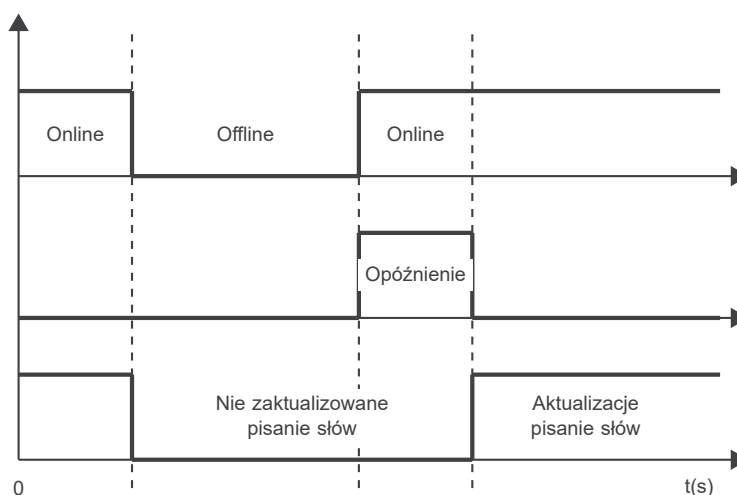 Online
Offline
Online
Opóźnienie
Nie zaktualizowane
pisanie słów
Aktualizacje
pisanie słów
0
t(s)